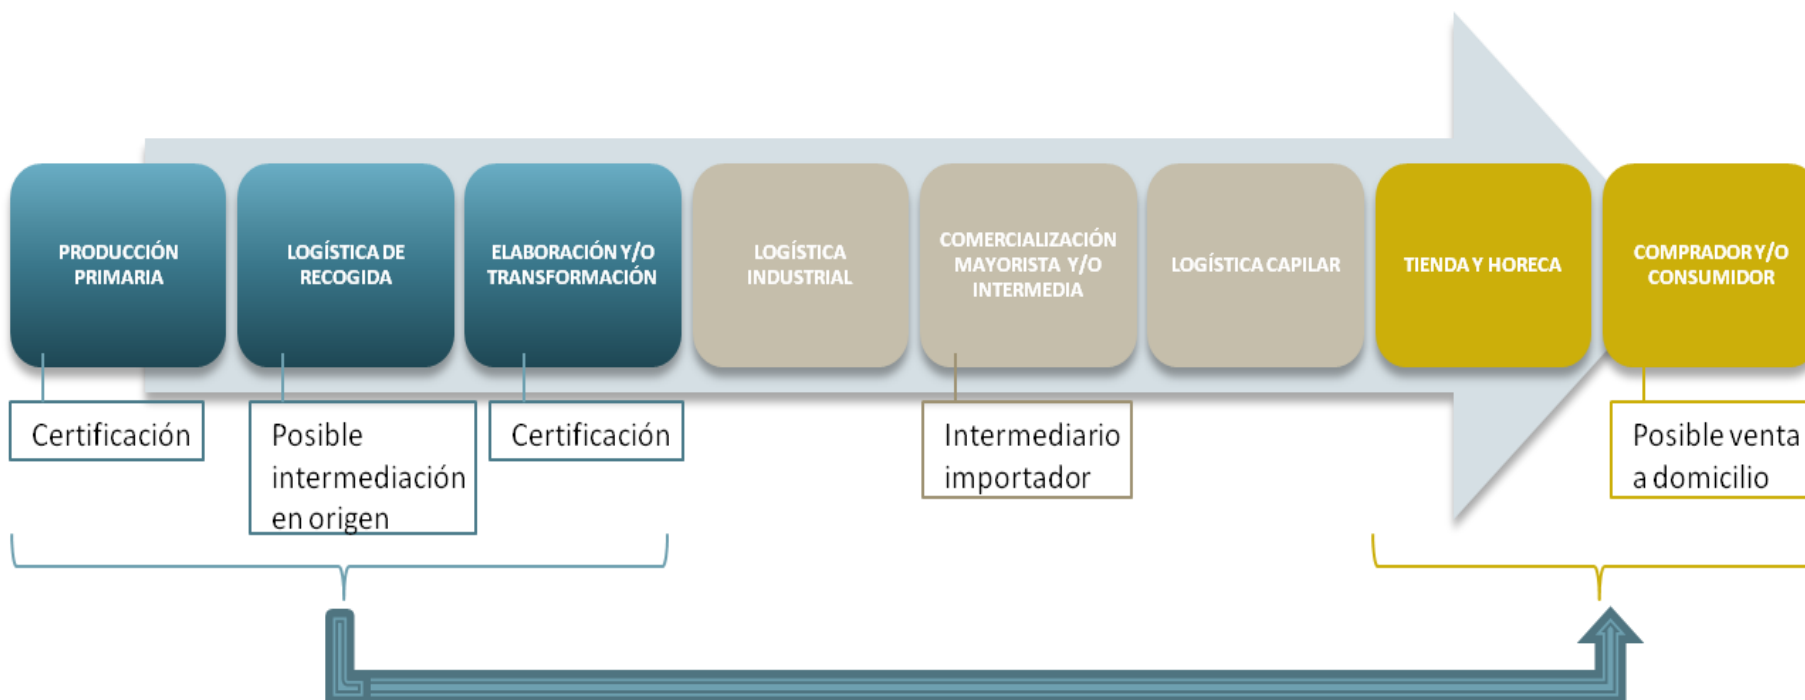 PRODUCCIÓN
PRIMARIA
LOGÍSTICA DE
RECOGIDA
ELABORACIÓN Y/O
TRANSFORMACIÓN
LOGÍSTICA
INDUSTRIAL
COMERCIALIZACIÓN
MAYORISTA Y/O
INTERMEDIA
LOGÍSTICA CAPILAR
TIENDA Y HORECA
COMPRADOR Y/O
CONSUMIDOR
Certificación
Posible
intermediación
en origen
Certificación
Intermediario
importador
Posible venta
a domicilio